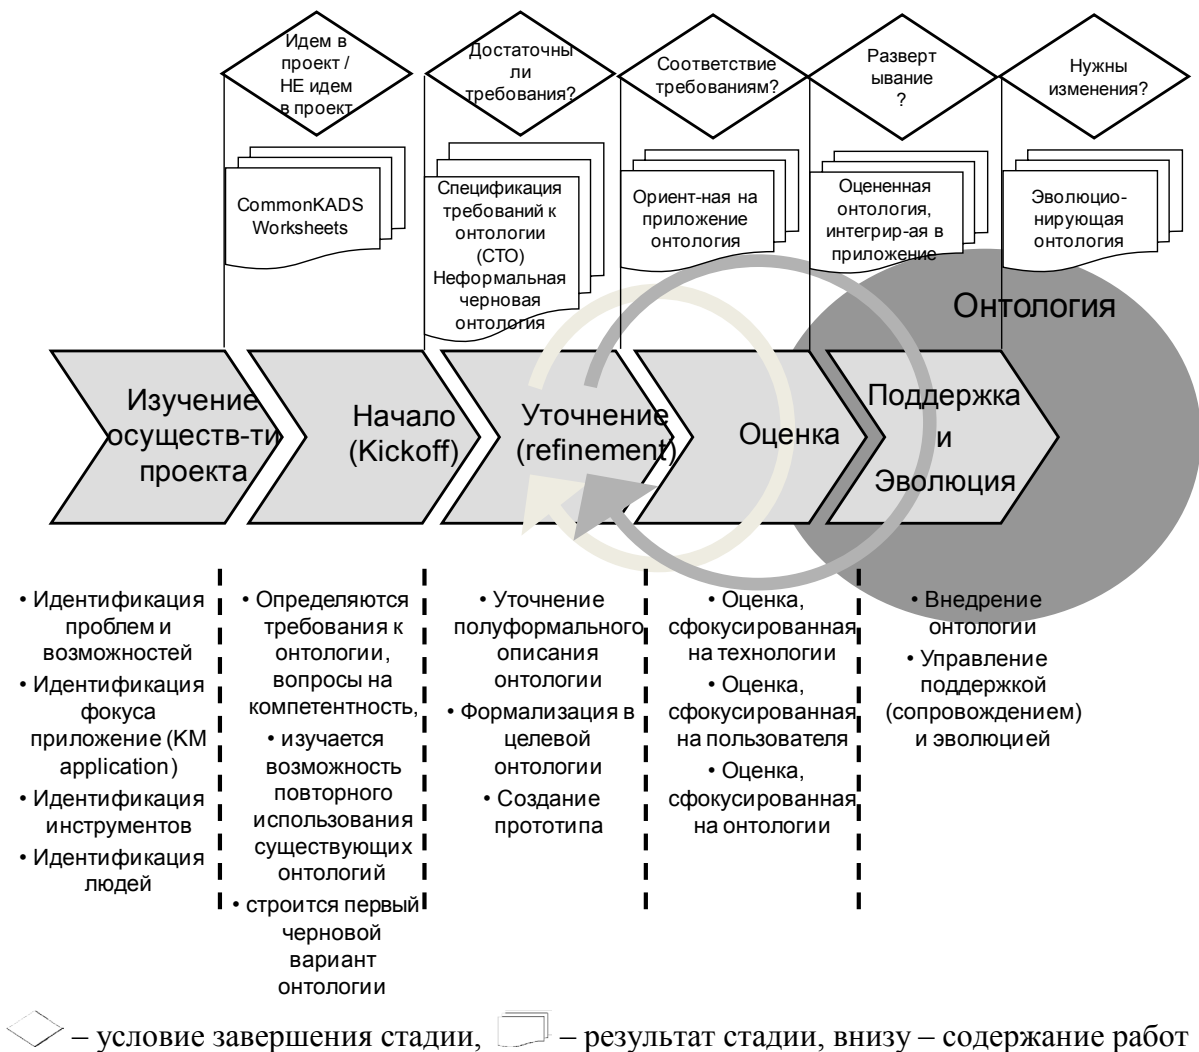 Идем в
проект /
НЕ идем
в проект
Достаточны
ли
требования?
Соответствие
требованиям?
Разверт
ывание
?
Нужны
изменения?
CommonKADS
Worksheets
Спецификация
требований к
онтологии
(СТО)
Неформальная
черновая
онтология
Ориент-ная на
приложение
онтология
Оцененная
онтология,
интегрир-ая в
приложение
Эволюцио-
нирующая
онтология
Онтология
Изучение
осуществ-ти
проекта
Начало
(Kickoff)
Уточнение
(refinement)
Оценка
Поддержка
и
Эволюция
• Идентификация
проблем и
возможностей
• Идентификация
фокуса
приложение (KM
application)
• Идентификация
инструментов
• Идентификация
людей
• Определяются
требования к
онтологии,
вопросы на
компетентность,
• изучается
возможность
повторного
использования
существующих
онтологий
• строится первый
черновой
вариант
онтологии
• Уточнение
полуформального
описания
онтологии
• Формализация в
целевой
онтологии
• Создание
прототипа
• Оценка,
сфокусированная
на технологии
• Оценка,
сфокусированная
на пользователя
• Оценка,
сфокусированная
на онтологии
• Внедрение
онтологии
• Управление
поддержкой
(сопровождением)
и эволюцией
– условие завершения стадии, – результат стадии, внизу – содержание работ